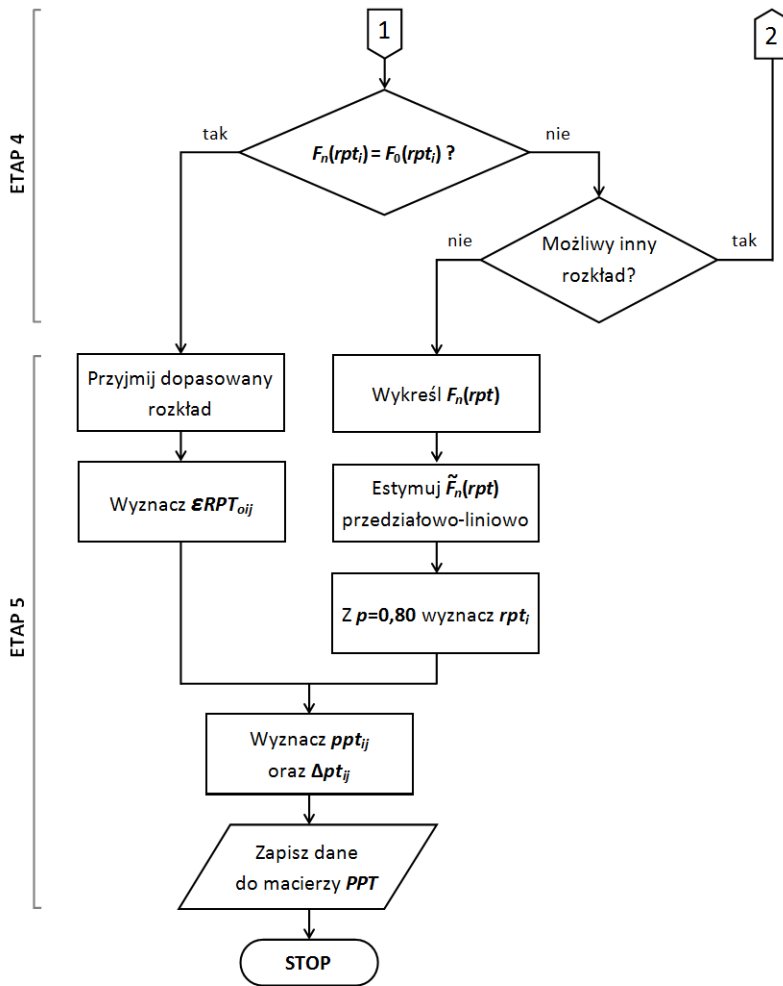 1
2
ETAP 4
tak
nie
Fₙ(rptᵢ) = F₀(rptᵢ) ?
nie
Możliwy inny
rozkład?
tak
ETAP 5
Przyjmij dopasowany
rozkład
Wykreśl Fₙ(rpt)
Wyznacz εRPTₒᵢⱼ
Estymuj F̃ₙ(rpt)
przedziałowo-liniowo
Z p=0,80 wyznacz rptᵢ
Wyznacz pptᵢⱼ
oraz Δptᵢⱼ
Zapisz dane
do macierzy PPT
STOP